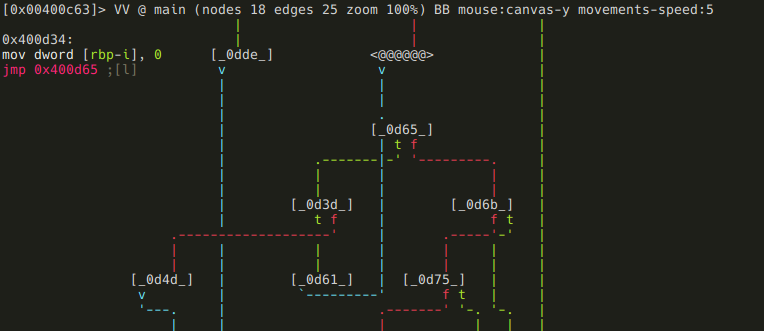 [0x00400c63]> VV @ main (nodes 18 edges 25 zoom 100%) BB mouse:canvas-y movements-speed:5
0x400d34:
mov dword [rbp-i], 0 [_0dde_] <@@@@@@>
jmp 0x400d65 ;[l] v v
[_0d65_]
t f
[_0d3d_] [_0d6b_]
t f f t
[_0d4d_] [_0d61_] [_0d75_]
v f t